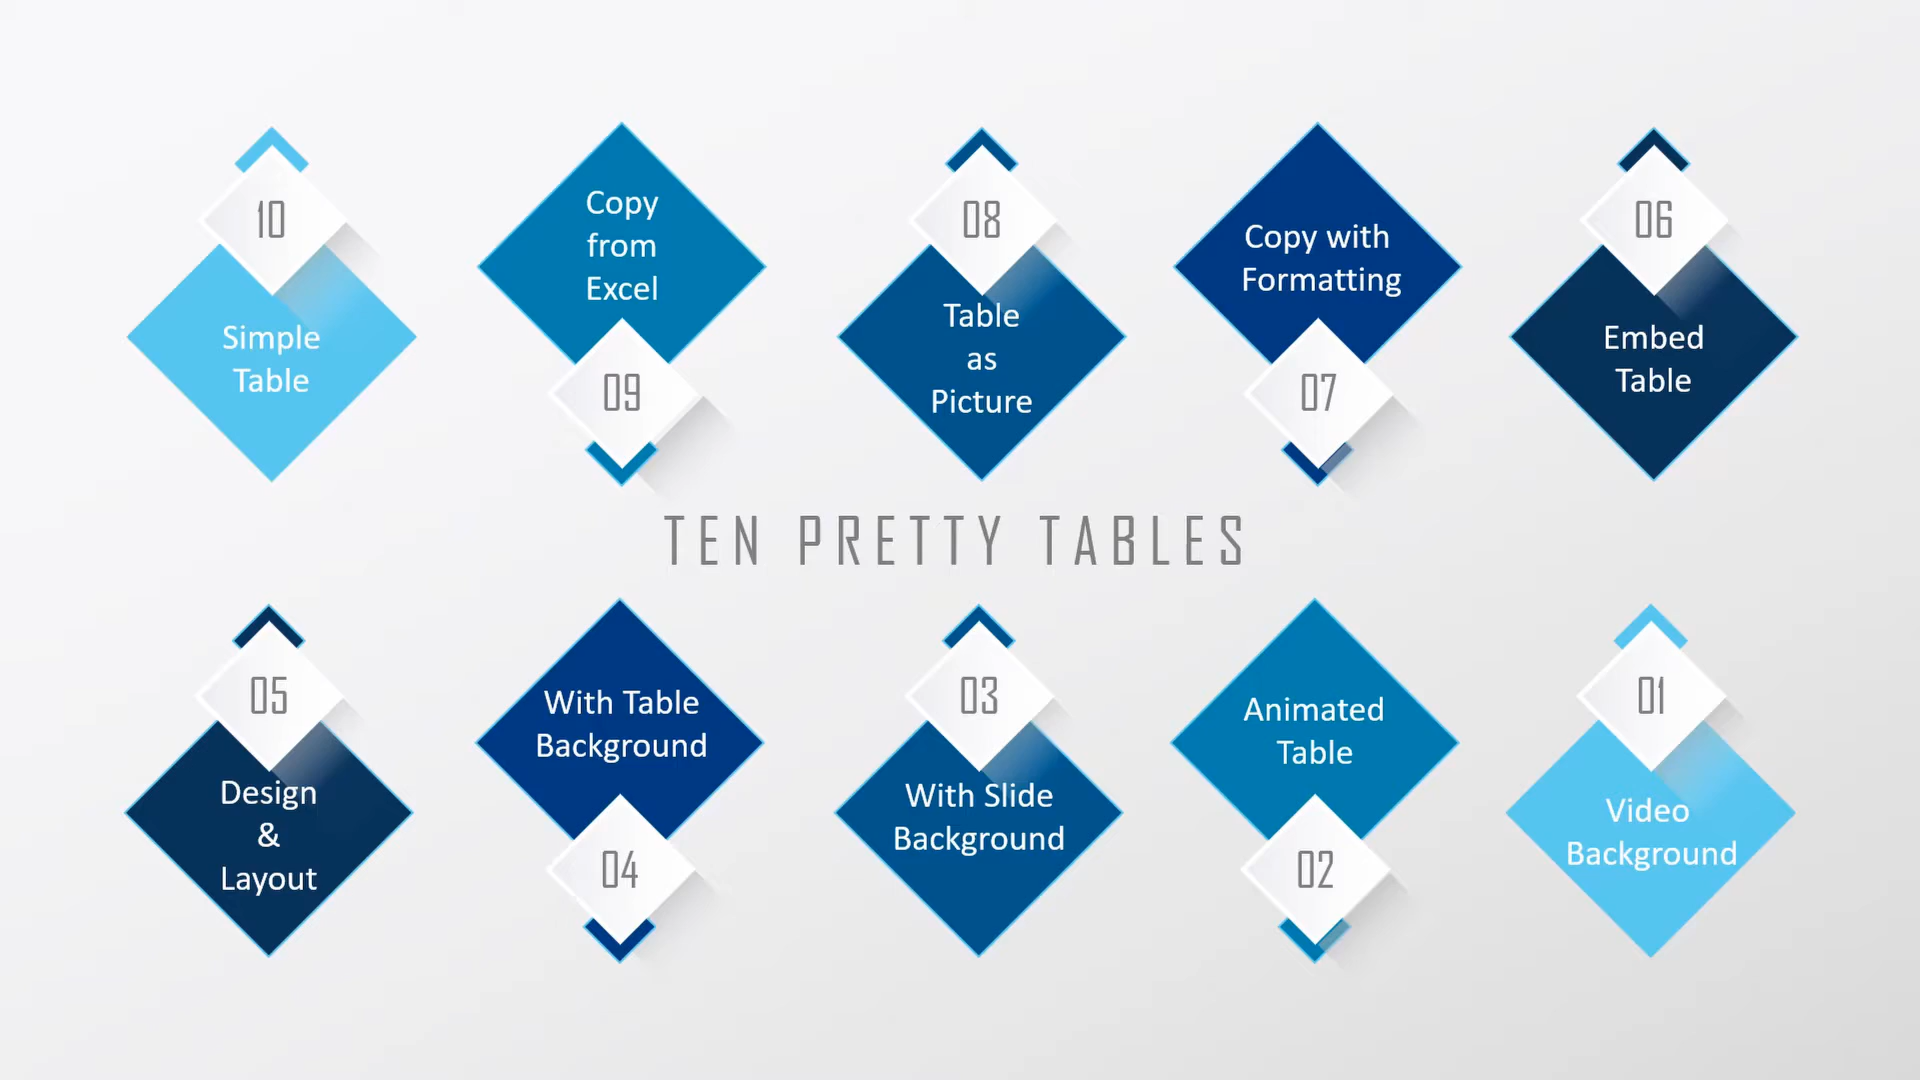 10
Simple
Table
Copy
from
Excel
09
08
Table
as
Picture
Copy with
Formatting
07
06
Embed
Table
TEN PRETTY TABLES
05
Design
&
Layout
With Table
Background
04
03
With Slide
Background
Animated
Table
02
01
Video
Background